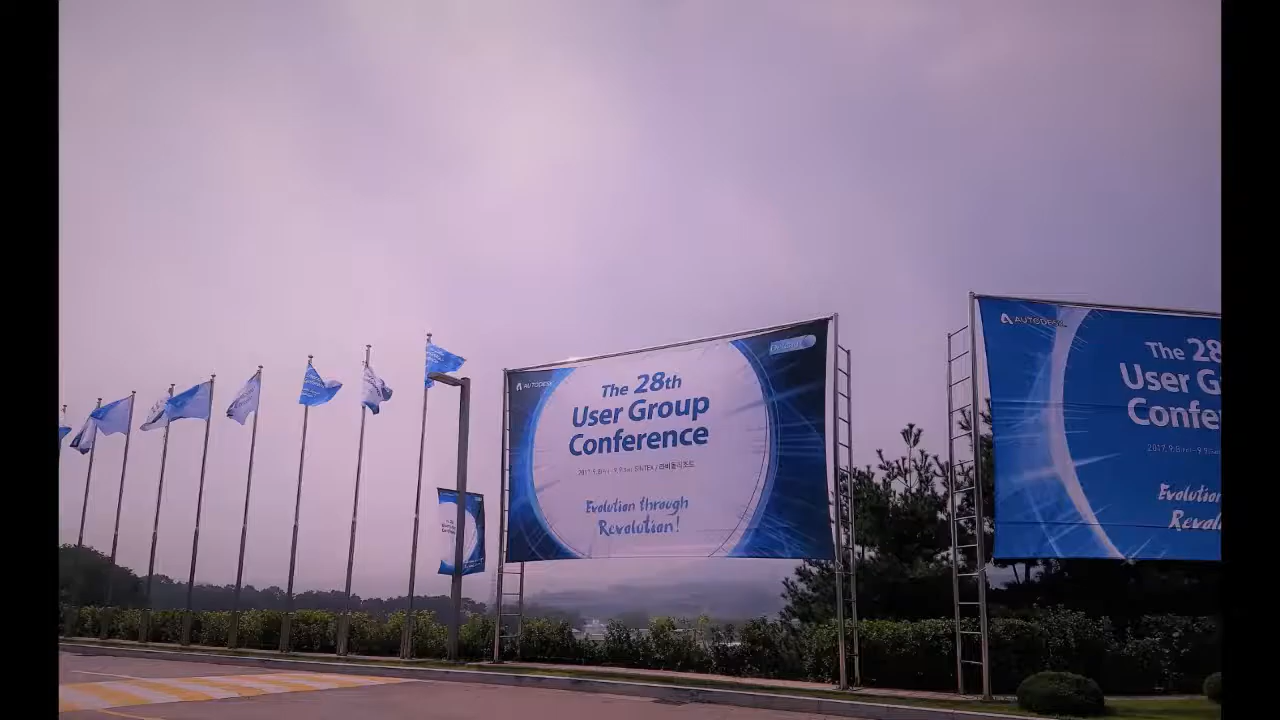 AUTODESK
The 28th
User Group
Conference
Evolution through
Revolution!
AUTODESK
The 28
User G
Confe
Evolution
Revol